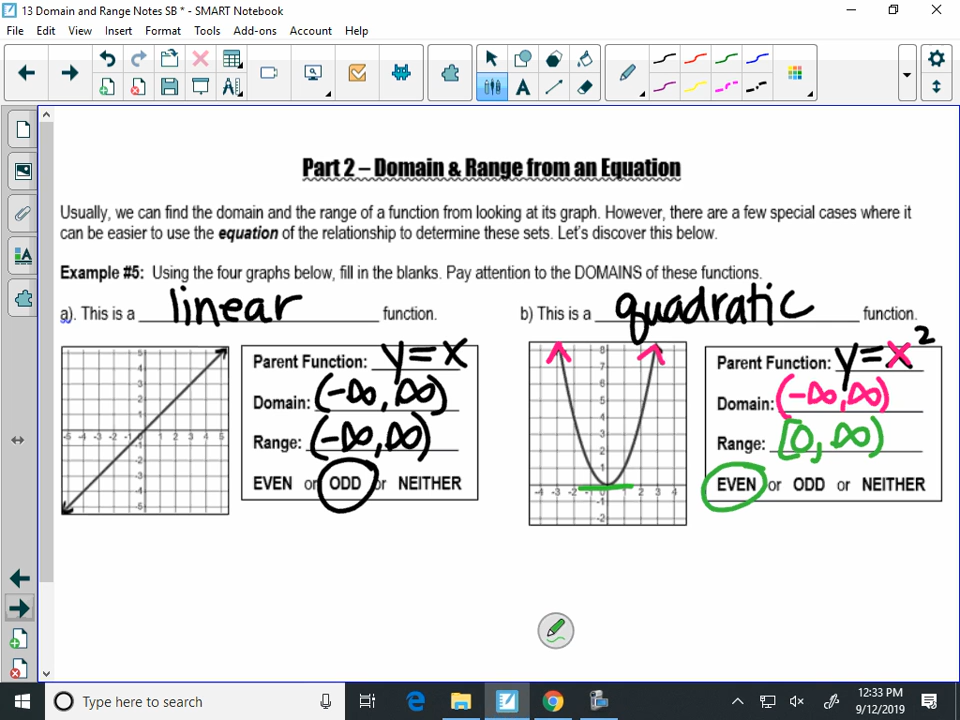 13 Domain and Range Notes SB * - SMART Notebook
File Edit View Insert Format Tools Add-ons Account Help
Part 2 – Domain & Range from an Equation
Usually, we can find the domain and the range of a function from looking at its graph. However, there are a few special cases where it
can be easier to use the equation of the relationship to determine these sets. Let's discover this below.
Example #5: Using the four graphs below, fill in the blanks. Pay attention to the DOMAINS of these functions.
a). This is a linear function.
Parent Function: y=x
Domain: (-∞, ∞)
Range: (-∞, ∞)
EVEN or ODD or NEITHER
b) This is a quadratic function.
Parent Function: y=x²
Domain: (-∞, ∞)
Range: [0, ∞)
EVEN or ODD or NEITHER
Type here to search
12:33 PM
9/12/2019